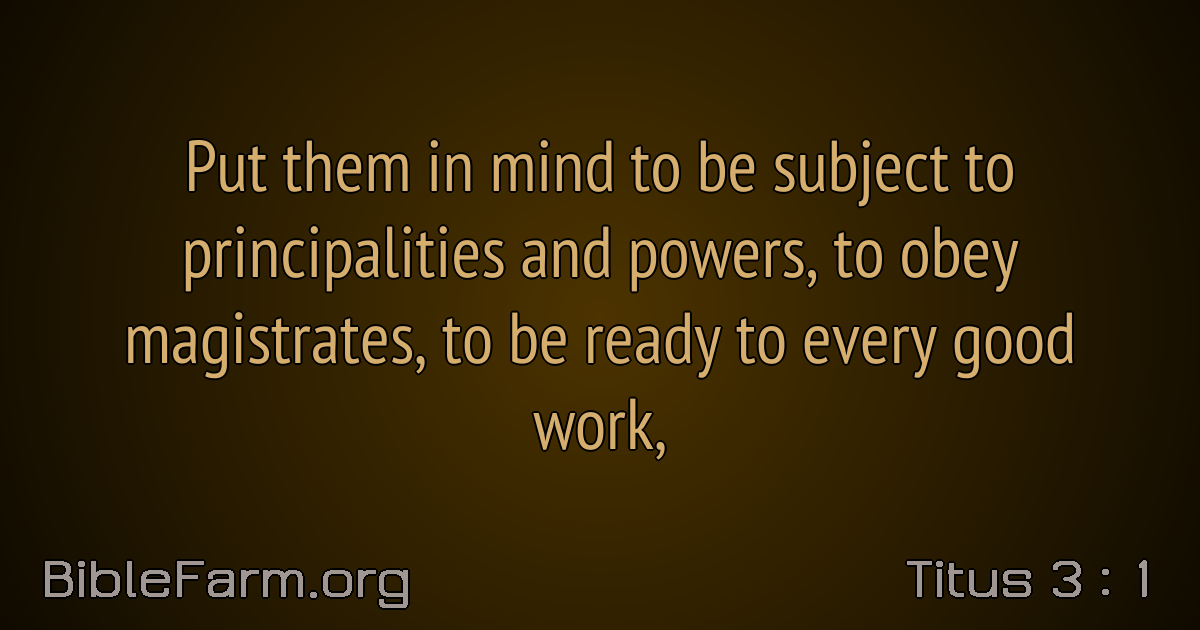 Put them in mind to be subject to
principalities and powers, to obey
magistrates, to be ready to every good
work,
BibleFarm.org
Titus 3 : 1